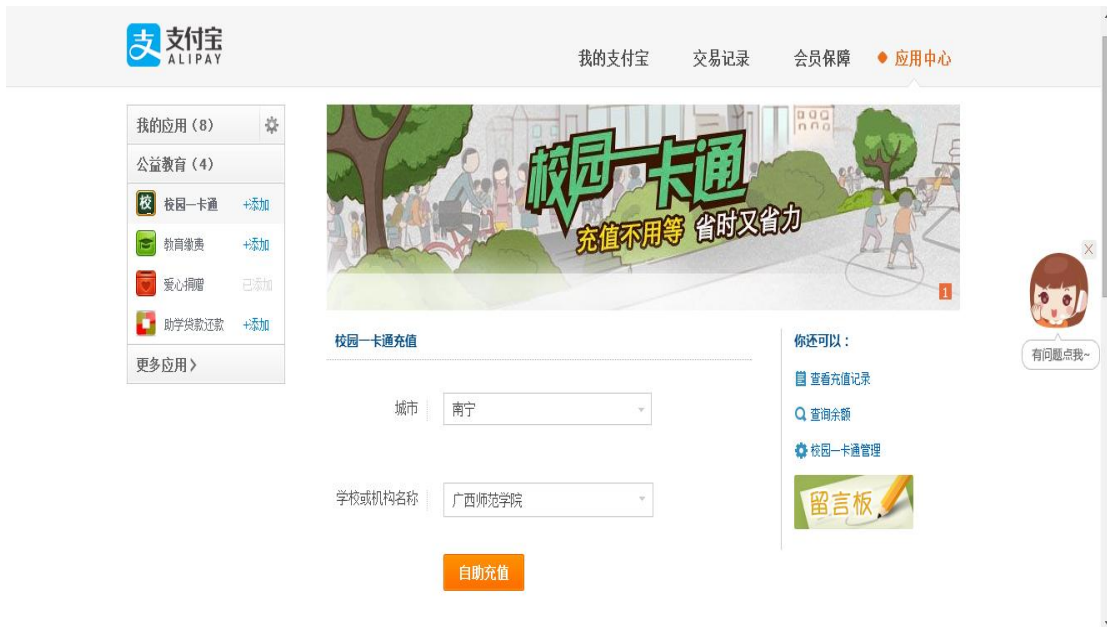 支付宝
ALIPAY
我的支付宝
交易记录
会员保障
应用中心
我的应用（8）
公益教育（4）
校 校园一卡通 +添加
教育缴费 +添加
爱心捐赠 已添加
助学贷款还款 +添加
更多应用>
校园一卡通
充值不用等 省时又省力
1
校园一卡通充值
城市 南宁
学校或机构名称 广西师范学院
自助充值
你还可以：
查看充值记录
查询余额
校园一卡通管理
留言板
X
有问题点我~